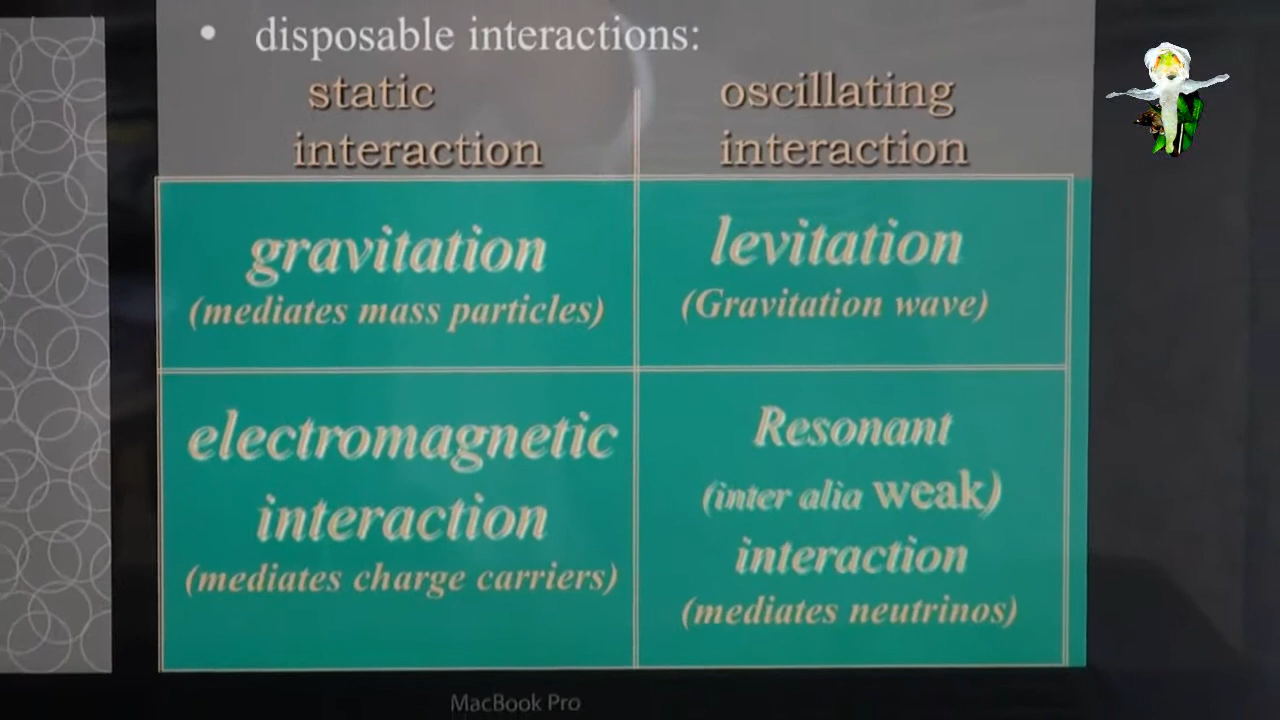 • disposable interactions:
static
interaction
oscillating
interaction
gravitation
(mediates mass particles)
levitation
(Gravitation wave)
electromagnetic
interaction
(mediates charge carriers)
Resonant
(inter alia weak)
interaction
(mediates neutrinos)
MacBook Pro